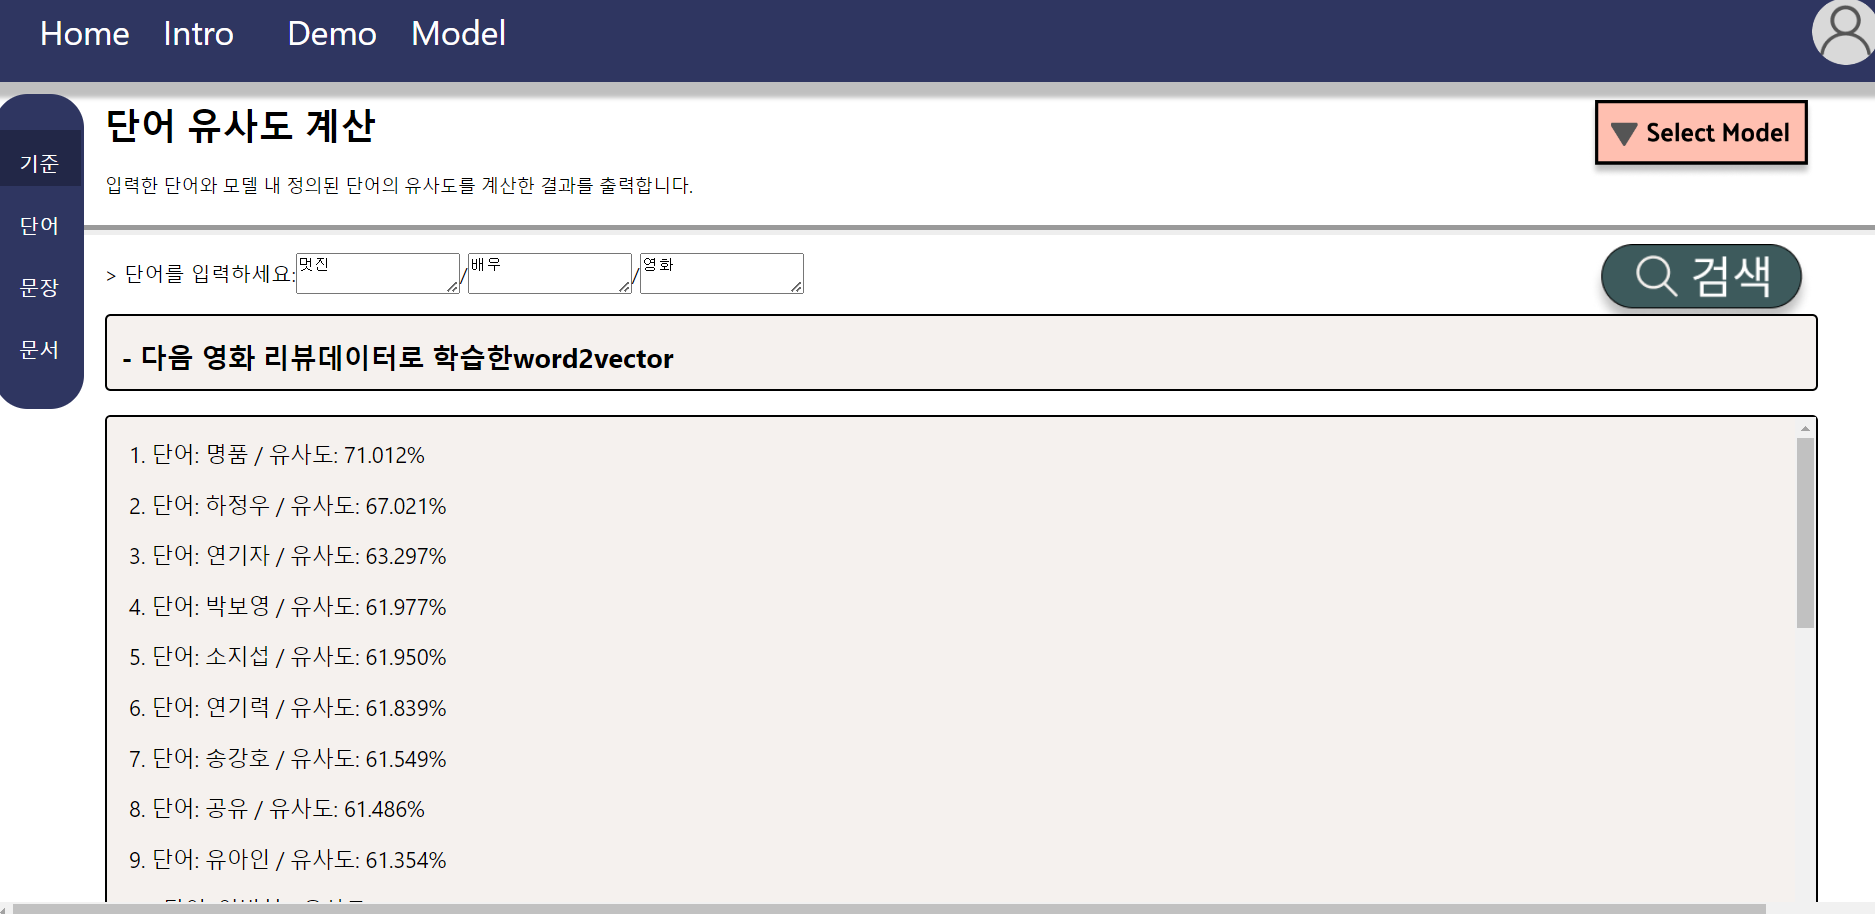 Home Intro Demo Model
단어 유사도 계산
Select Model
입력한 단어와 모델 내 정의된 단어의 유사도를 계산한 결과를 출력합니다.
기준
단어
문장
문서
> 단어를 입력하세요: 멋진 / 배우 / 영화
검색
- 다음 영화 리뷰데이터로 학습한word2vector
1. 단어: 명품 / 유사도: 71.012%
2. 단어: 하정우 / 유사도: 67.021%
3. 단어: 연기자 / 유사도: 63.297%
4. 단어: 박보영 / 유사도: 61.977%
5. 단어: 소지섭 / 유사도: 61.950%
6. 단어: 연기력 / 유사도: 61.839%
7. 단어: 송강호 / 유사도: 61.549%
8. 단어: 공유 / 유사도: 61.486%
9. 단어: 유아인 / 유사도: 61.354%